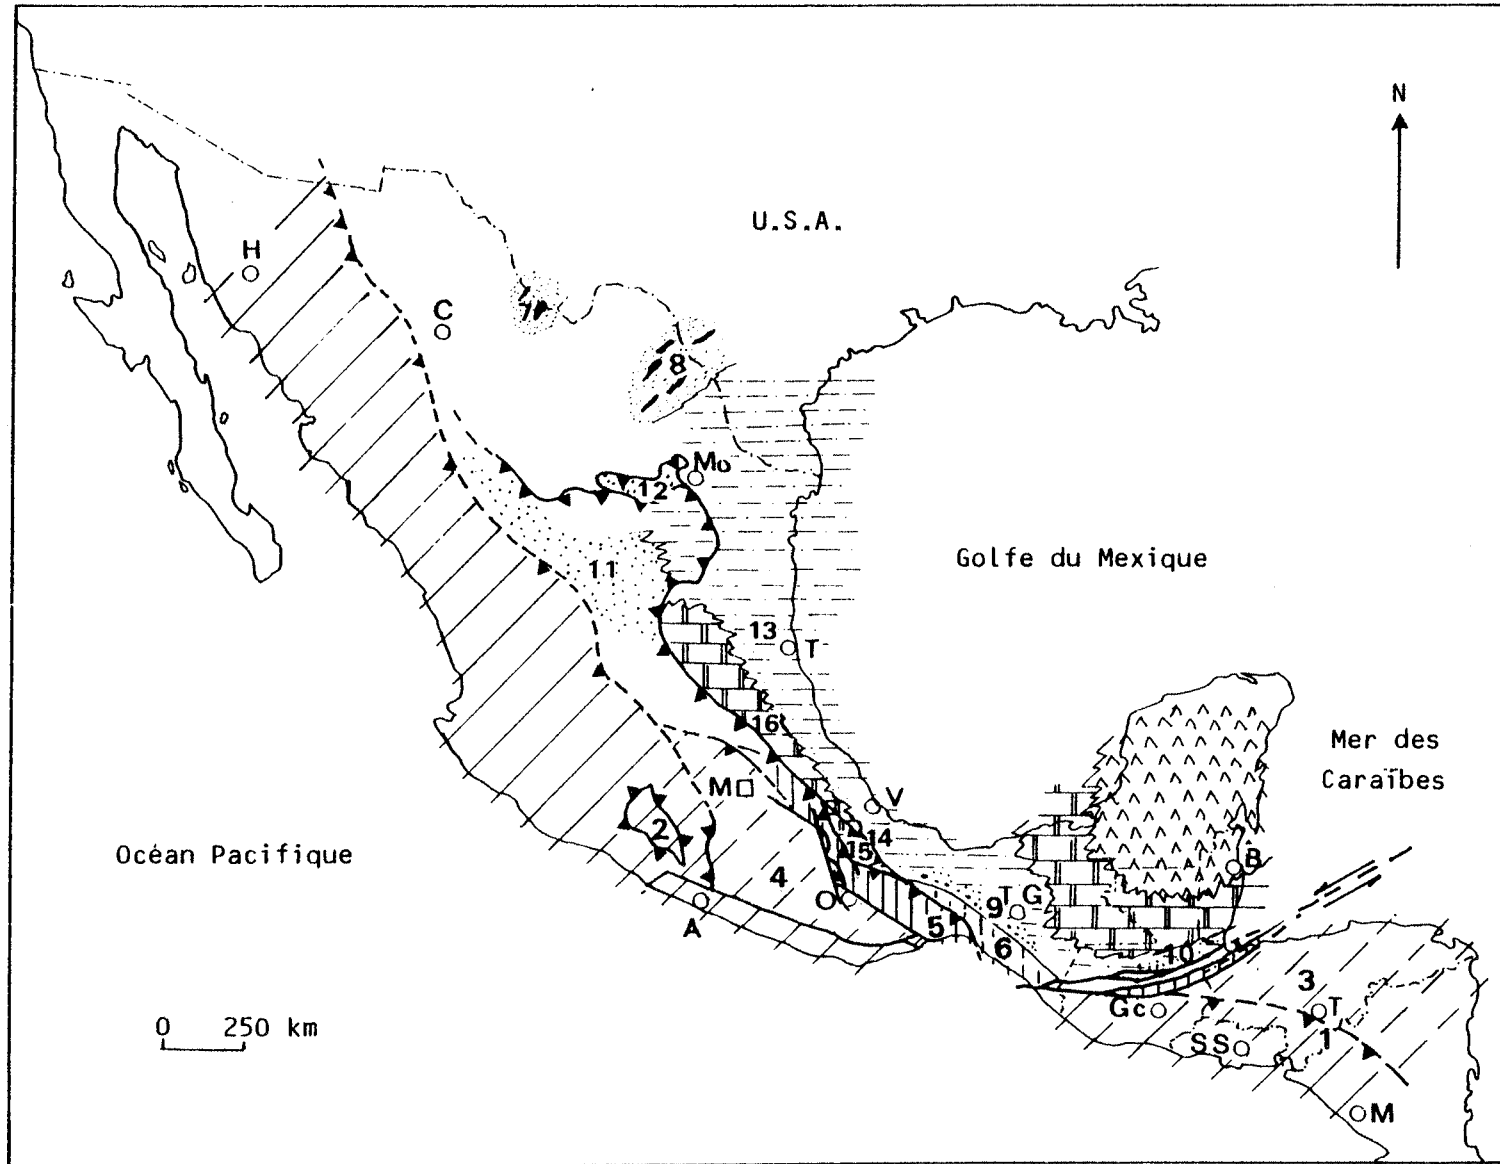 N
U.S.A.
H
C
7
8
Mo
12
Golfe du Mexique
11
13
T
16
Mer des
Caraïbes
M
V
2
14
15
B
Océan Pacifique
4
O
T G
9
A
5
6
10
3
Gc
T
1
0 250 km
SS
M